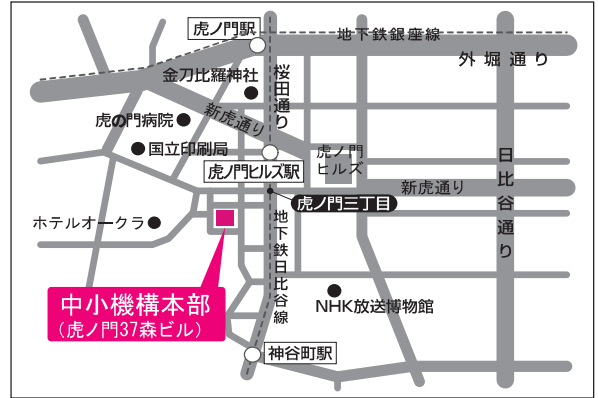 虎ノ門駅
地下鉄銀座線
外堀通り
金刀比羅神社
桜田通り
新虎通り
虎の門病院
国立印刷局
虎ノ門
ヒルズ
虎ノ門ヒルズ駅
新虎通り
日比谷通り
虎ノ門三丁目
ホテルオークラ
地下鉄日比谷線
中小機構本部
(虎ノ門37森ビル)
NHK放送博物館
神谷町駅